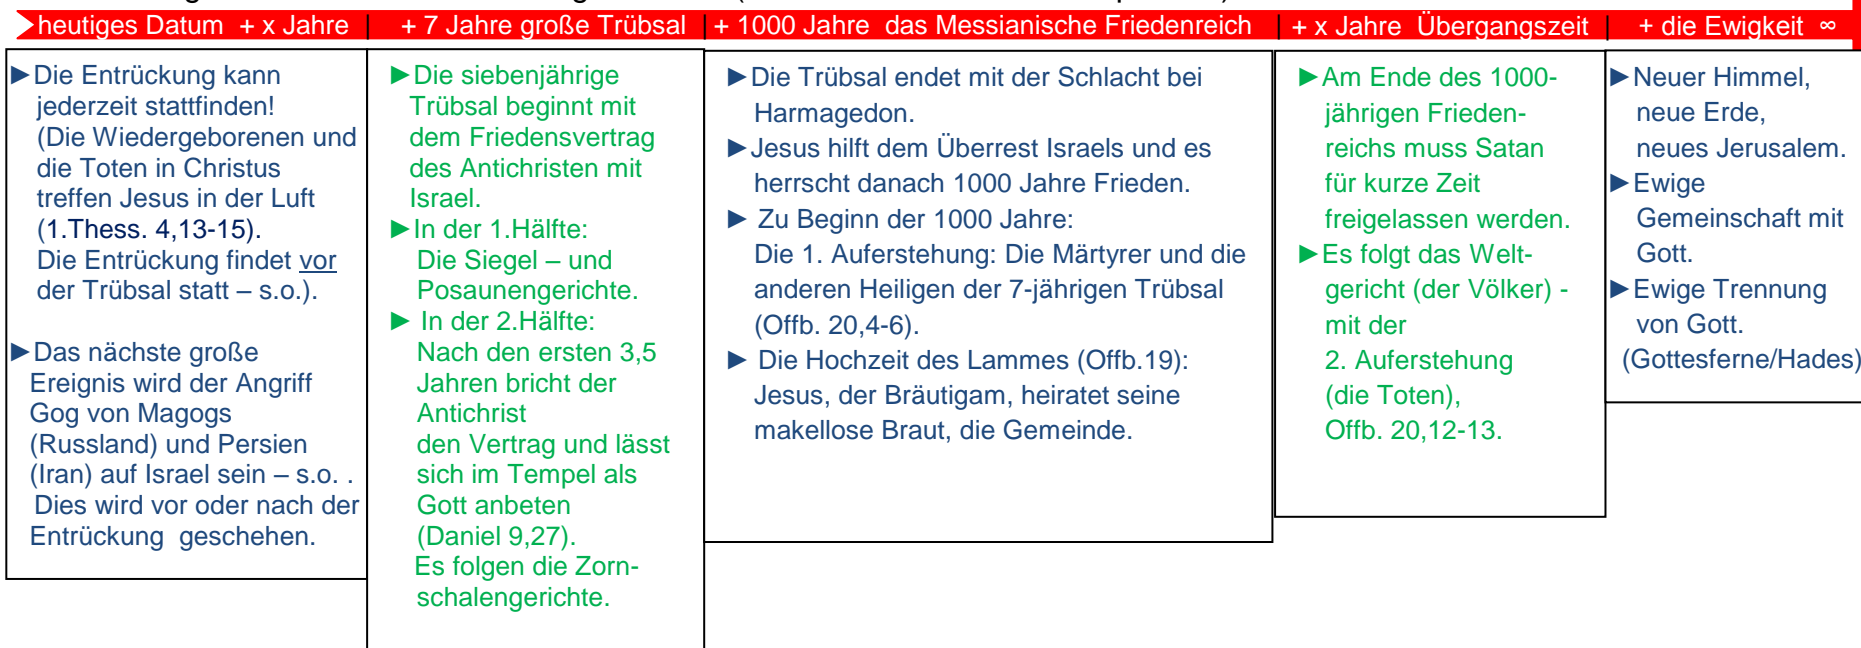 heutiges Datum + x Jahre | + 7 Jahre große Trübsal | + 1000 Jahre das Messianische Friedenreich | + x Jahre Übergangszeit | + die Ewigkeit ∞
►Die Entrückung kann
jederzeit stattfinden!
(Die Wiedergeborenen und
die Toten in Christus
treffen Jesus in der Luft
(1.Thess. 4,13-15).
Die Entrückung findet vor
der Trübsal statt – s.o.).
►Das nächste große
Ereignis wird der Angriff
Gog von Magogs
(Russland) und Persien
(Iran) auf Israel sein – s.o. .
Dies wird vor oder nach der
Entrückung geschehen.
►Die siebenjährige
Trübsal beginnt mit
dem Friedensvertrag
des Antichristen mit
Israel.
►In der 1.Hälfte:
Die Siegel – und
Posaunengerichte.
► In der 2.Hälfte:
Nach den ersten 3,5
Jahren bricht der
Antichrist
den Vertrag und lässt
sich im Tempel als
Gott anbeten
(Daniel 9,27).
Es folgen die Zorn-
schalengerichte.
►Die Trübsal endet mit der Schlacht bei
Harmagedon.
►Jesus hilft dem Überrest Israels und es
herrscht danach 1000 Jahre Frieden.
► Zu Beginn der 1000 Jahre:
Die 1. Auferstehung: Die Märtyrer und die
anderen Heiligen der 7-jährigen Trübsal
(Offb. 20,4-6).
► Die Hochzeit des Lammes (Offb.19):
Jesus, der Bräutigam, heiratet seine
makellose Braut, die Gemeinde.
►Am Ende des 1000-
jährigen Frieden-
reichs muss Satan
für kurze Zeit
freigelassen werden.
►Es folgt das Welt-
gericht (der Völker) -
mit der
2. Auferstehung
(die Toten),
Offb. 20,12-13.
►Neuer Himmel,
neue Erde,
neues Jerusalem.
►Ewige
Gemeinschaft mit
Gott.
►Ewige Trennung
von Gott.
(Gottesferne/Hades)